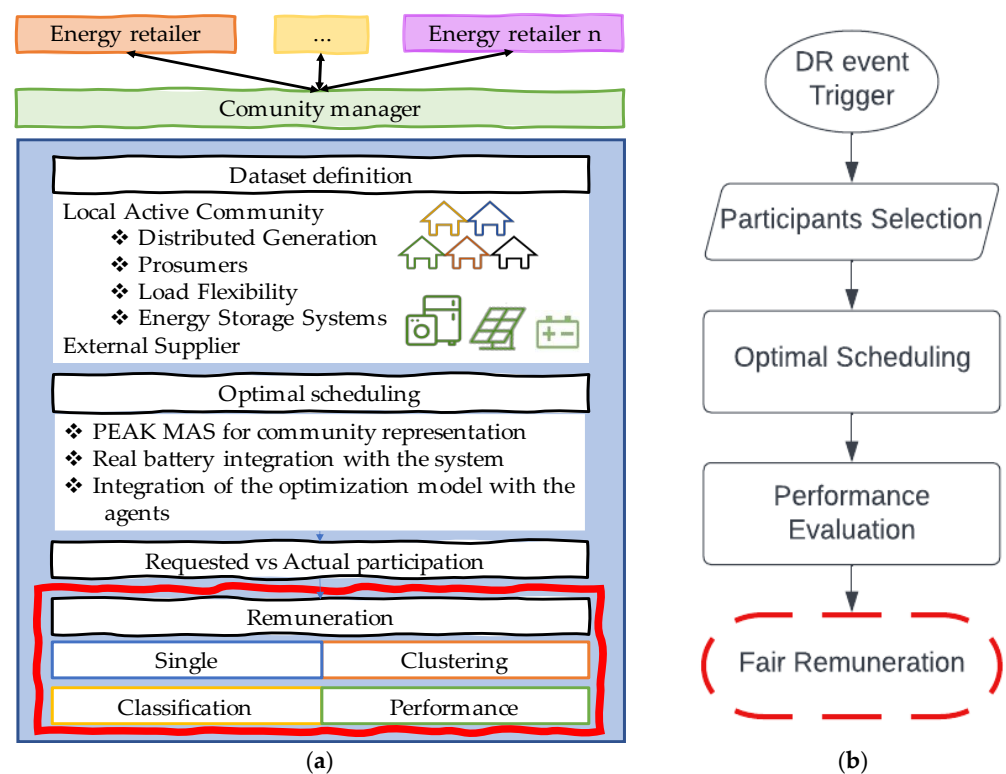 Energy retailer
...
Energy retailer n
Comunity manager
Dataset definition
Local Active Community
❖ Distributed Generation
❖ Prosumers
❖ Load Flexibility
❖ Energy Storage Systems
External Supplier
Optimal scheduling
❖ PEAK MAS for community representation
❖ Real battery integration with the system
❖ Integration of the optimization model with the
agents
Requested vs Actual participation
Remuneration
Single
Clustering
Classification
Performance
(a)
DR event
Trigger
Participants Selection
Optimal Scheduling
Performance
Evaluation
Fair Remuneration
(b)